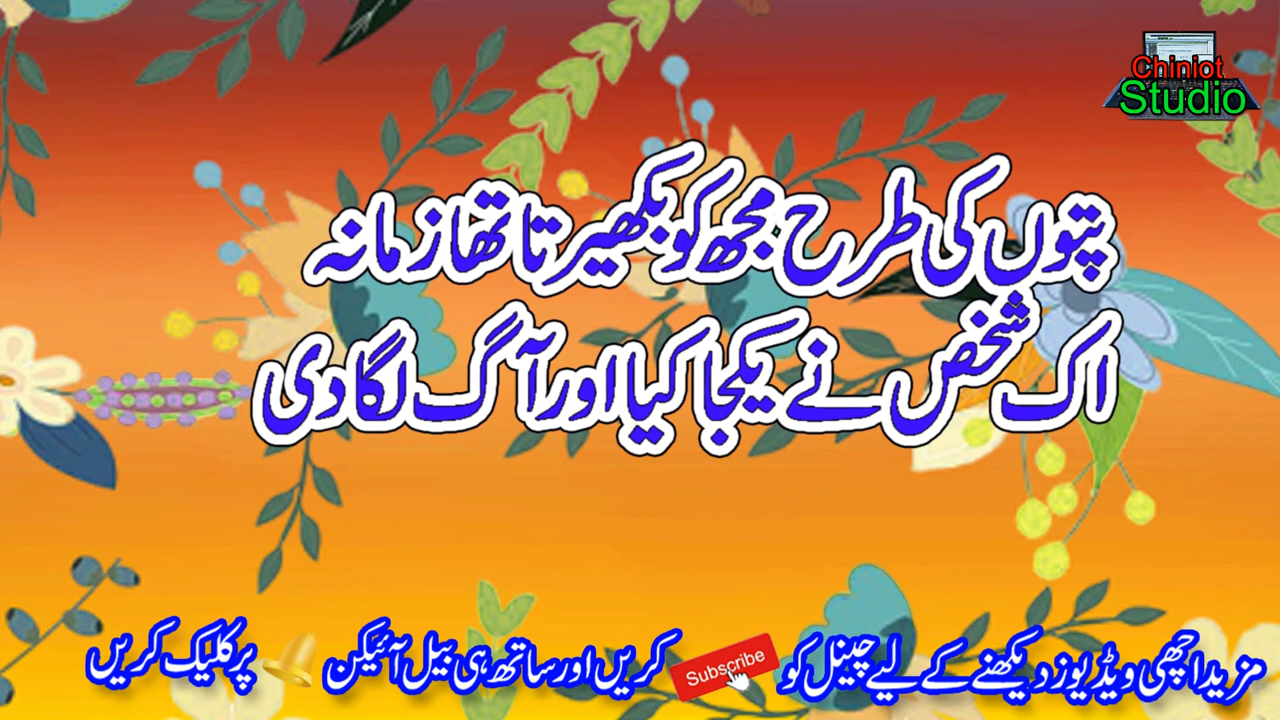 Chiniot
Studio
پتوں کی طرح مجھ کو بکھیرتا تھا زمانہ
اک شخص نے یکجا کیا اور آگ لگا دی
مزید اچھی ویڈیوز دیکھنے کے لیے چینل کو Subscribe کریں اور ساتھ ہی بیل آئیکن پر کلیک کریں